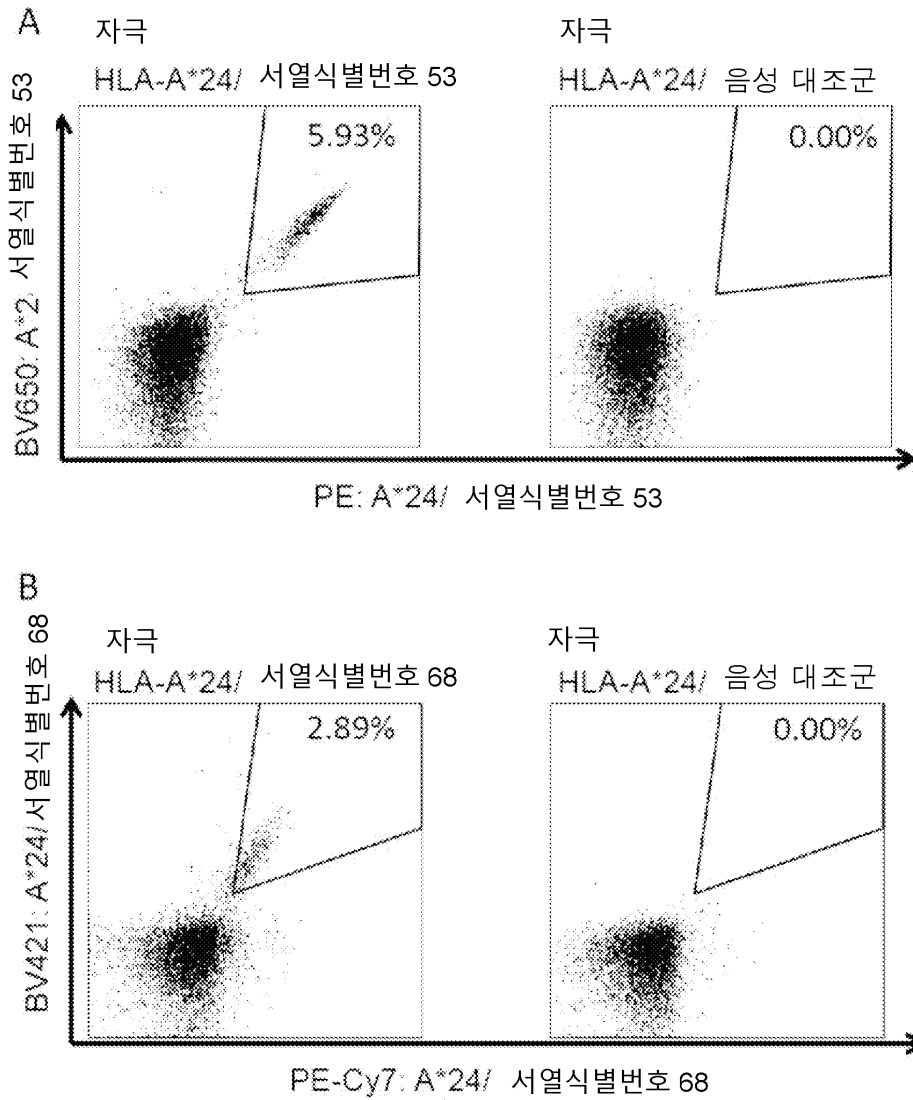 A
자극
자극
HLA-A*24/ 서열식별번호 53
HLA-A*24/ 음성 대조군
5.93%
0.00%
BV650: A*2 서열식별번호 53
PE: A*24/ 서열식별번호 53
B
자극
자극
HLA-A*24/ 서열식별번호 68
HLA-A*24/ 음성 대조군
2.89%
0.00%
BV421: A*24/서열식별번호 68
PE-Cy7: A*24/ 서열식별번호 68